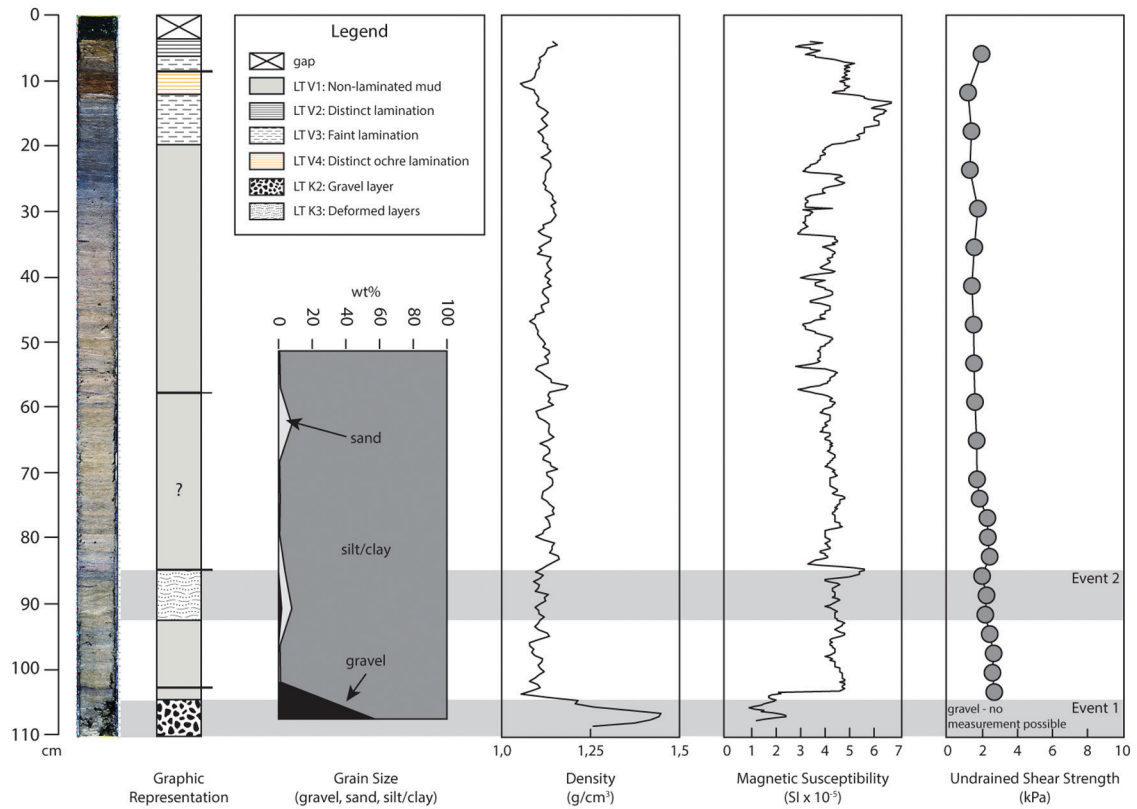 0
10
20
30
40
50
60
70
80
90
100
110
cm
Legend
gap
LT V1: Non-laminated mud
LT V2: Distinct lamination
LT V3: Faint lamination
LT V4: Distinct ochre lamination
LT K2: Gravel layer
LT K3: Deformed layers
?
wt%
0 20 40 60 80 100
sand
silt/clay
gravel
Event 2
Event 1
gravel - no
measurement possible
1,0 1,25 1,5
0 1 2 3 4 5 6 7
0 2 4 6 8 10
Graphic
Representation
Grain Size
(gravel, sand, silt/clay)
Density
(g/cm³)
Magnetic Susceptibility
(SI x 10⁻⁵)
Undrained Shear Strength
(kPa)